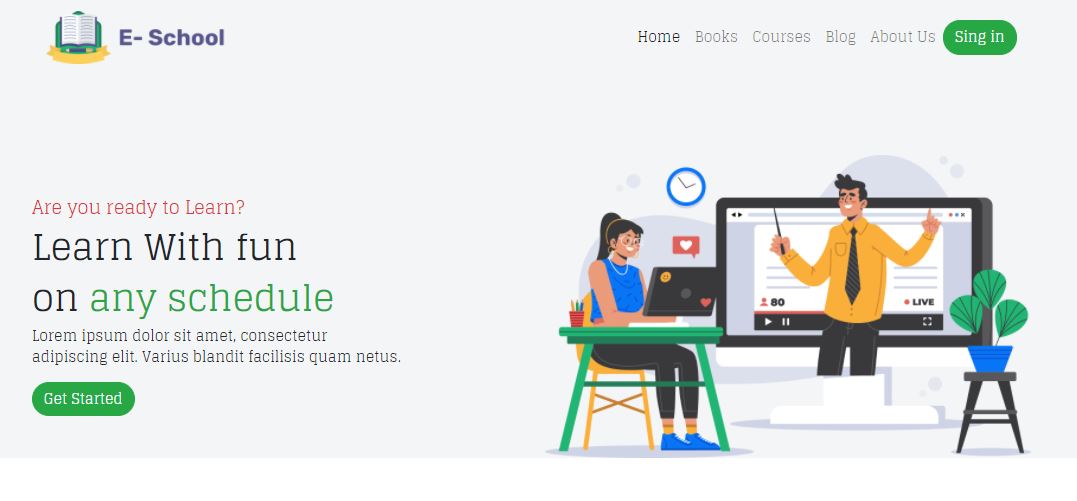 E- School
Home Books Courses Blog About Us Sing in
Are you ready to Learn?
Learn With fun
on any schedule
Lorem ipsum dolor sit amet, consectetur
adipiscing elit. Varius blandit facilisis quam netus.
Get Started
80
LIVE